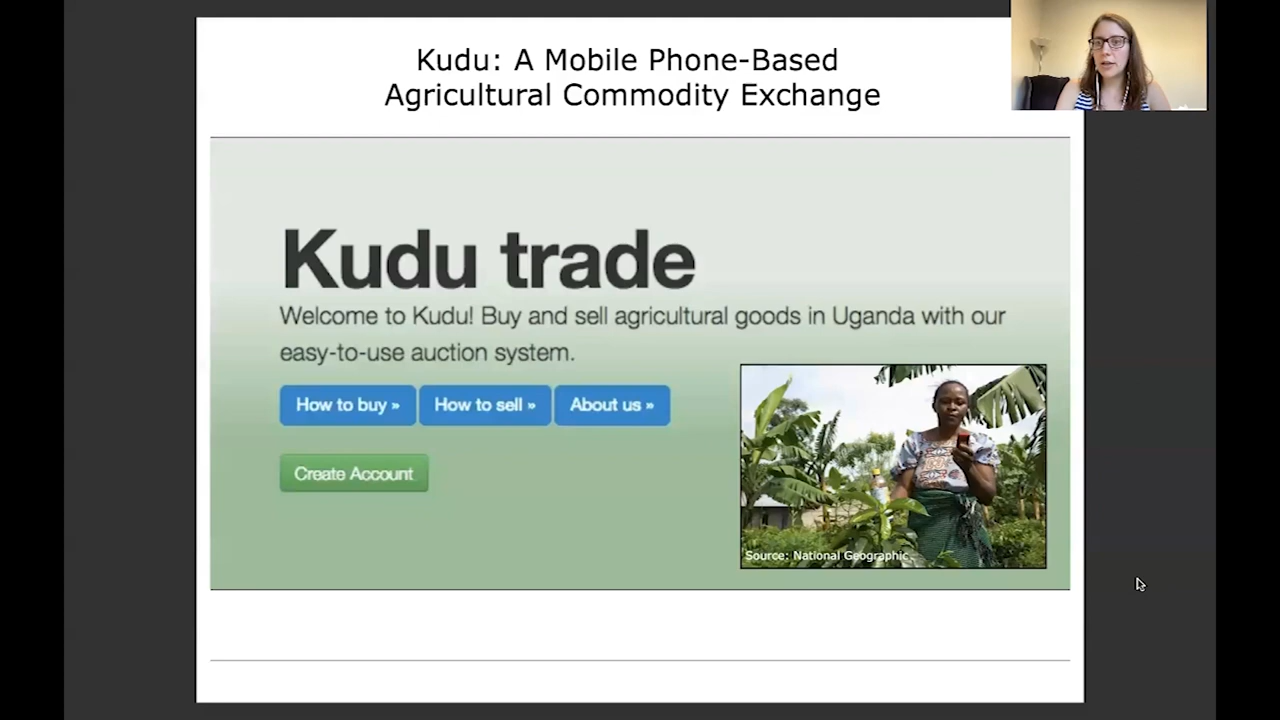 Kudu: A Mobile Phone-Based
Agricultural Commodity Exchange
Kudu trade
Welcome to Kudu! Buy and sell agricultural goods in Uganda with our
easy-to-use auction system.
How to buy »
How to sell »
About us »
Create Account
Source: National Geographic